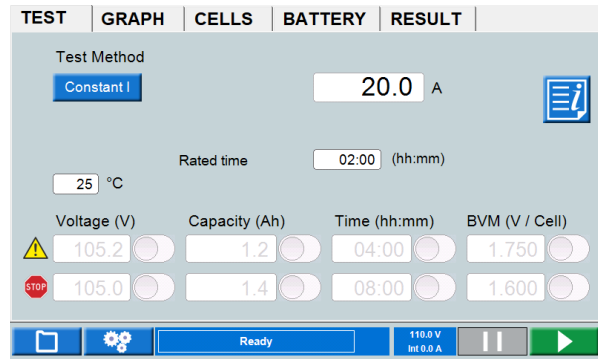 TEST GRAPH CELLS BATTERY RESULT
Test Method
Constant I 20.0 A
i
Rated time 02:00 (hh:mm)
25 °C
Voltage (V) Capacity (Ah) Time (hh:mm) BVM (V / Cell)
105.2 1.2 04:00 1.750
STOP 105.0 1.4 08:00 1.600
Ready 110.0 V
Int 0.0 A